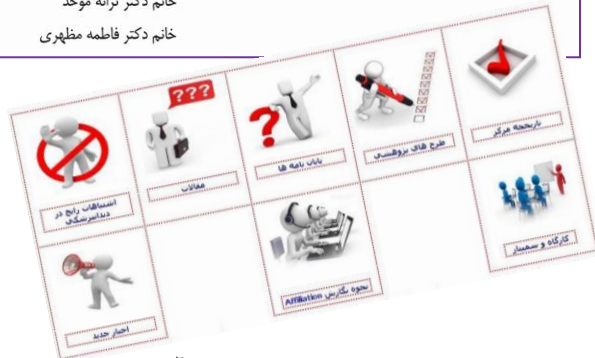 خانم دکتر ترانه موحد
خانم دکتر فاطمه مظهری
تاریخچه مرکز
طرح های پژوهشی
پایان نامه ها
???
مقالات
اشتباهات رایج در
دندانپزشکی
کارگاه و سمینار
نحوه نگارش Affiliation
اخبار جدید